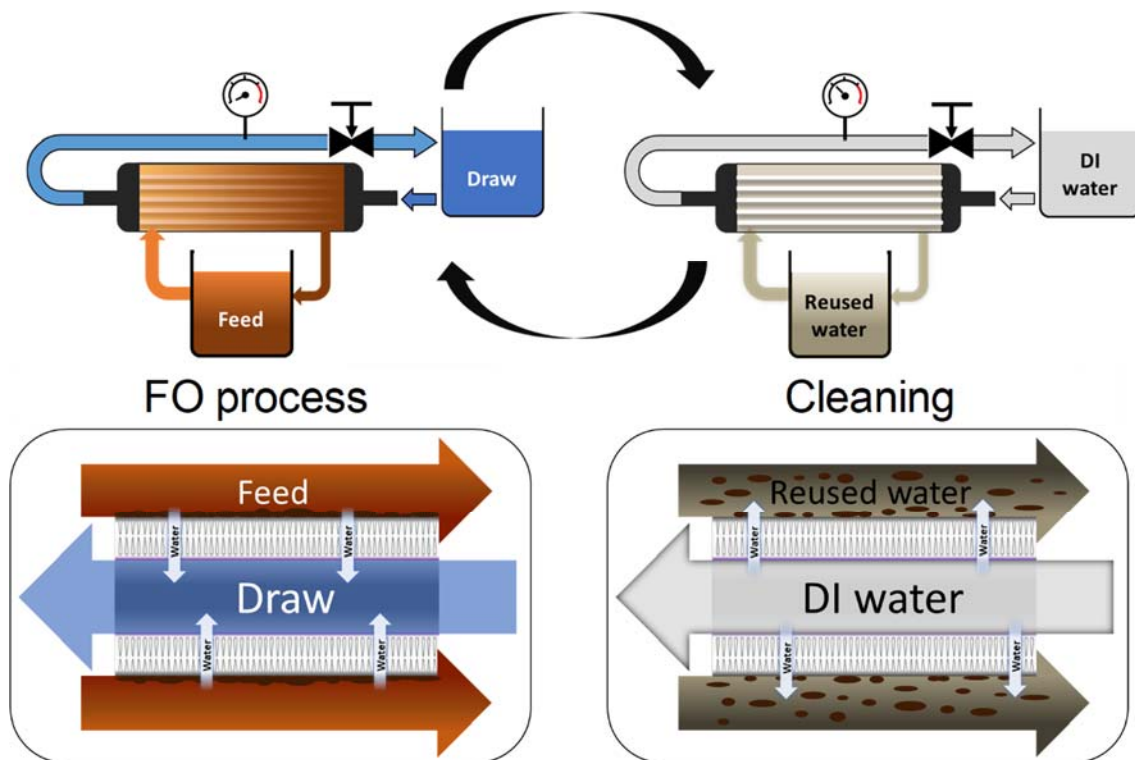 Draw
Feed
DI
water
Reused
water
FO process
Cleaning
Feed
Water
Water
Draw
Water
Water
Reused water
Water
Water
DI water
Water
Water